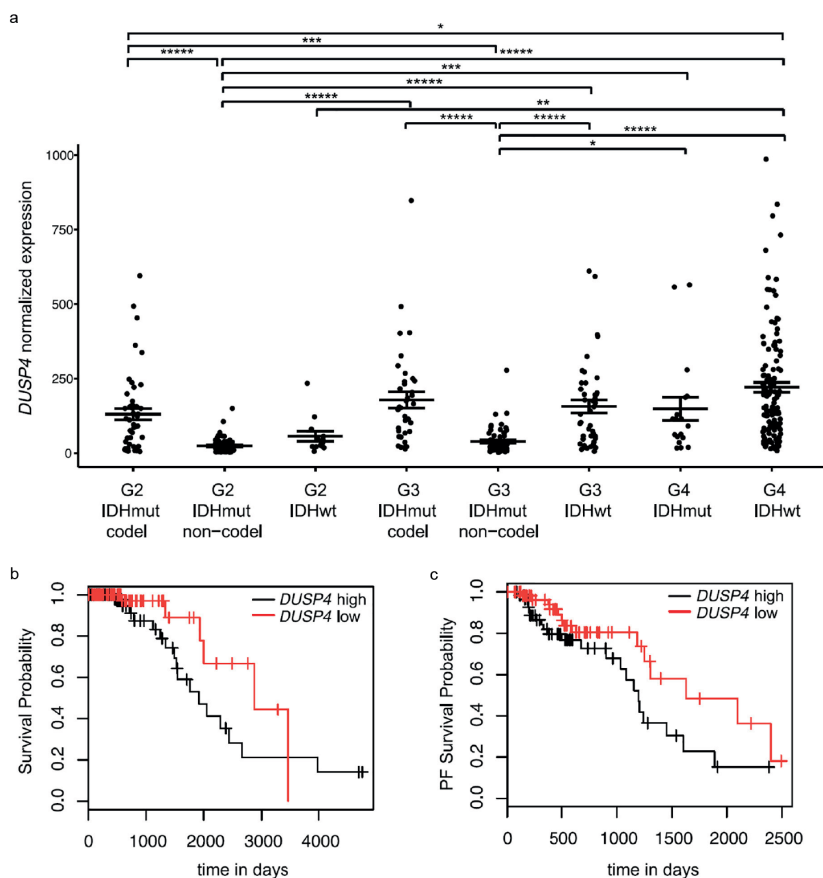 a
*
***
***** *****
***
*****
***** **
***** *****
*****
*
1000
750
500
250
0
DUSP4 normalized expression
G2 G2 G2 G3 G3 G3 G4 G4
IDHmut IDHmut IDHwt IDHmut IDHmut IDHwt IDHmut IDHwt
codel non-codel codel non-codel
b
DUSP4 high
DUSP4 low
Survival Probability
1.0
0.8
0.6
0.4
0.2
0.0
0 1000 2000 3000 4000
time in days
c
DUSP4 high
DUSP4 low
PF Survival Probability
1.0
0.8
0.6
0.4
0.2
0.0
0 500 1000 1500 2000 2500
time in days